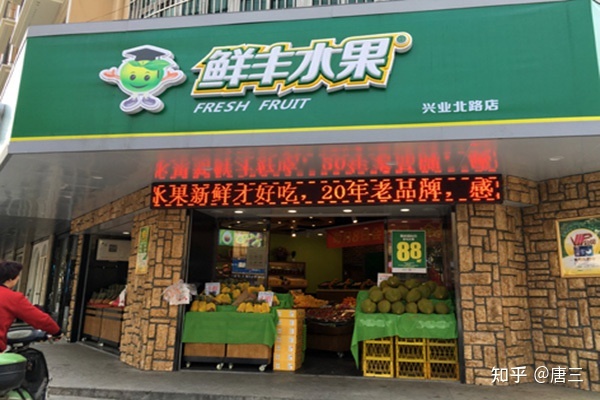 鲜丰水果
FRESH FRUIT
兴业北路店
水果新鲜才好吃，20年老品牌，感
88
VIP
知乎 @唐三